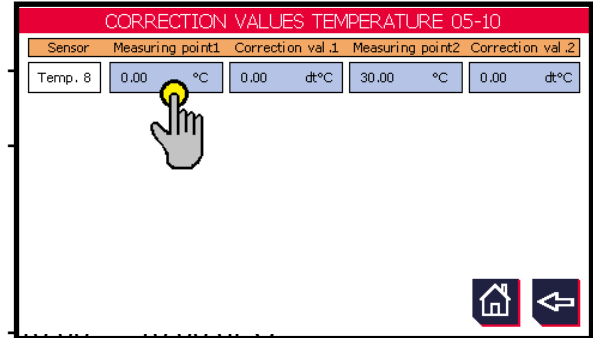 CORRECTION VALUES TEMPERATURE 05-10
Sensor Measuring point1 Correction val .1 Measuring point2 Correction val .2
Temp. 8 0.00 °C 0.00 dt°C 30.00 °C 0.00 dt°C